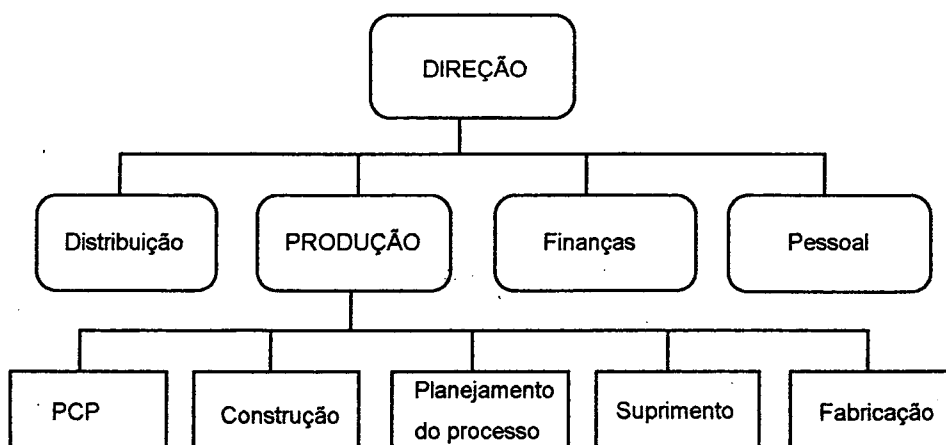 DIREÇÃO
Distribuição
PRODUÇÃO
Finanças
Pessoal
PCP
Construção
Planejamento
do processo
Suprimento
Fabricação